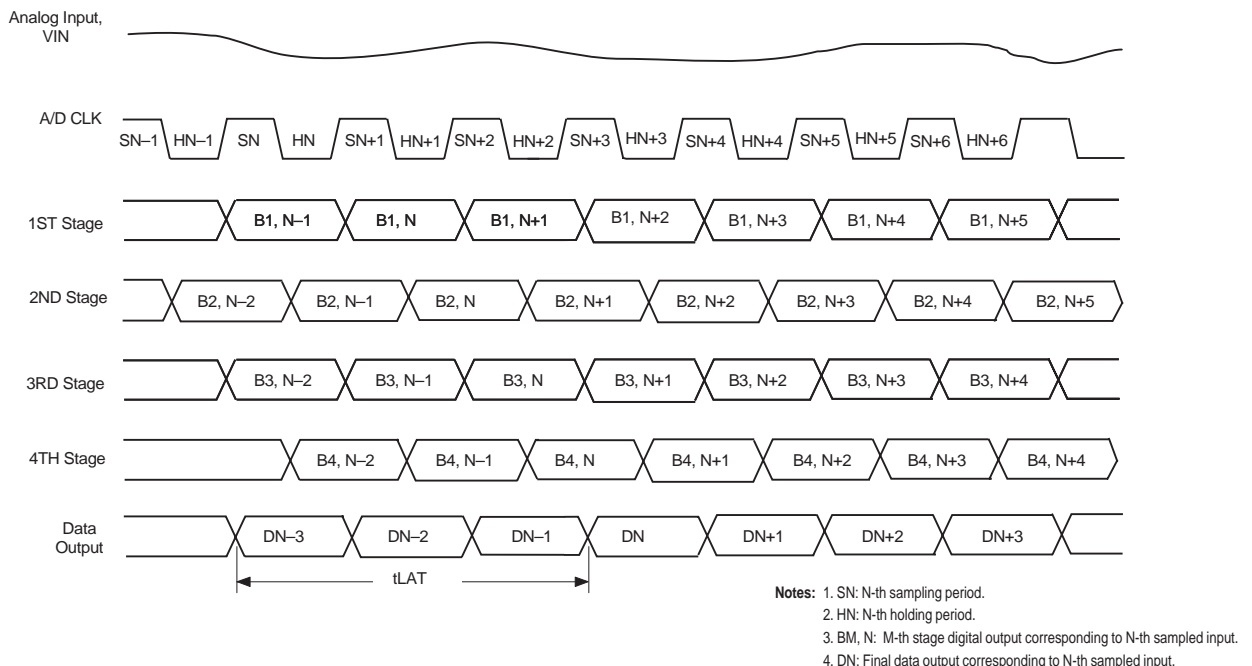 Analog Input,
VIN
A/D CLK
SN–1 HN–1 SN HN SN+1 HN+1 SN+2 HN+2 SN+3 HN+3 SN+4 HN+4 SN+5 HN+5 SN+6 HN+6
1ST Stage B1, N–1 B1, N B1, N+1 B1, N+2 B1, N+3 B1, N+4 B1, N+5
2ND Stage B2, N–2 B2, N–1 B2, N B2, N+1 B2, N+2 B2, N+3 B2, N+4 B2, N+5
3RD Stage B3, N–2 B3, N–1 B3, N B3, N+1 B3, N+2 B3, N+3 B3, N+4
4TH Stage B4, N–2 B4, N–1 B4, N B4, N+1 B4, N+2 B4, N+3 B4, N+4
Data
Output
DN–3 DN–2 DN–1 DN DN+1 DN+2 DN+3
tLAT
Notes: 1. SN: N-th sampling period.
2. HN: N-th holding period.
3. BM, N: M-th stage digital output corresponding to N-th sampled input.
4. DN: Final data output corresponding to N-th sampled input.